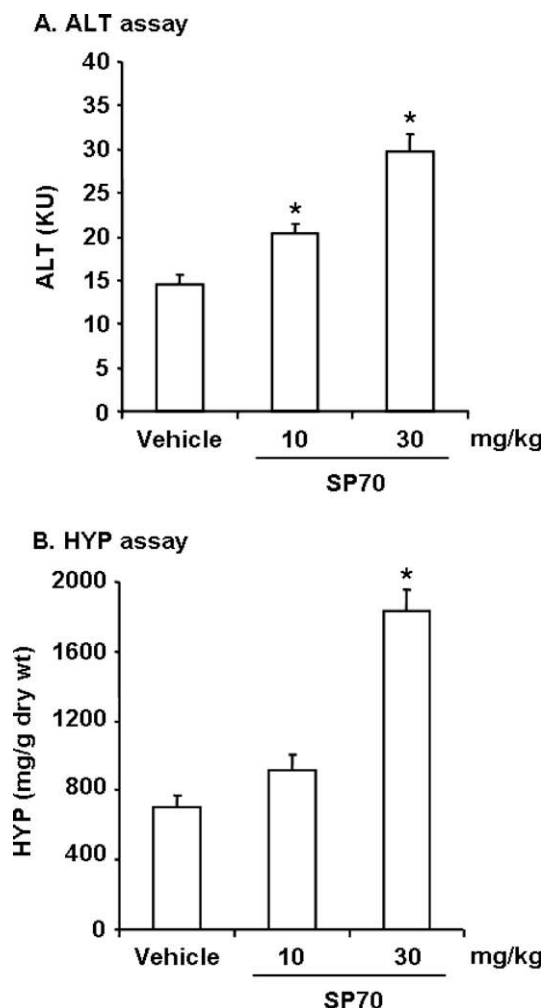 A. ALT assay
40
35
30
25
20
15
10
5
0
ALT (KU)
*
*
Vehicle 10 30 mg/kg
SP70
B. HYP assay
2000
1600
1200
800
400
0
HYP (mg/g dry wt)
*
Vehicle 10 30 mg/kg
SP70